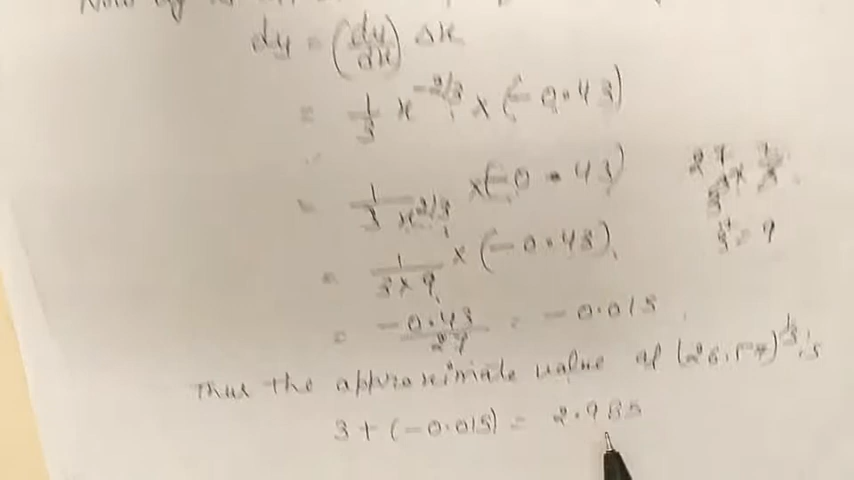 dy = (dy/dx) Δx
= 1/3 x^-2/3 × (-0.43)
= 1/(3 x^2/3) × (-0.43)
= 1/(3×9) × (-0.43)
= -0.43/27 = -0.015
3² = 9
Thus the approximate value of (26.57)^1/3 is
3 + (-0.015) = 2.985